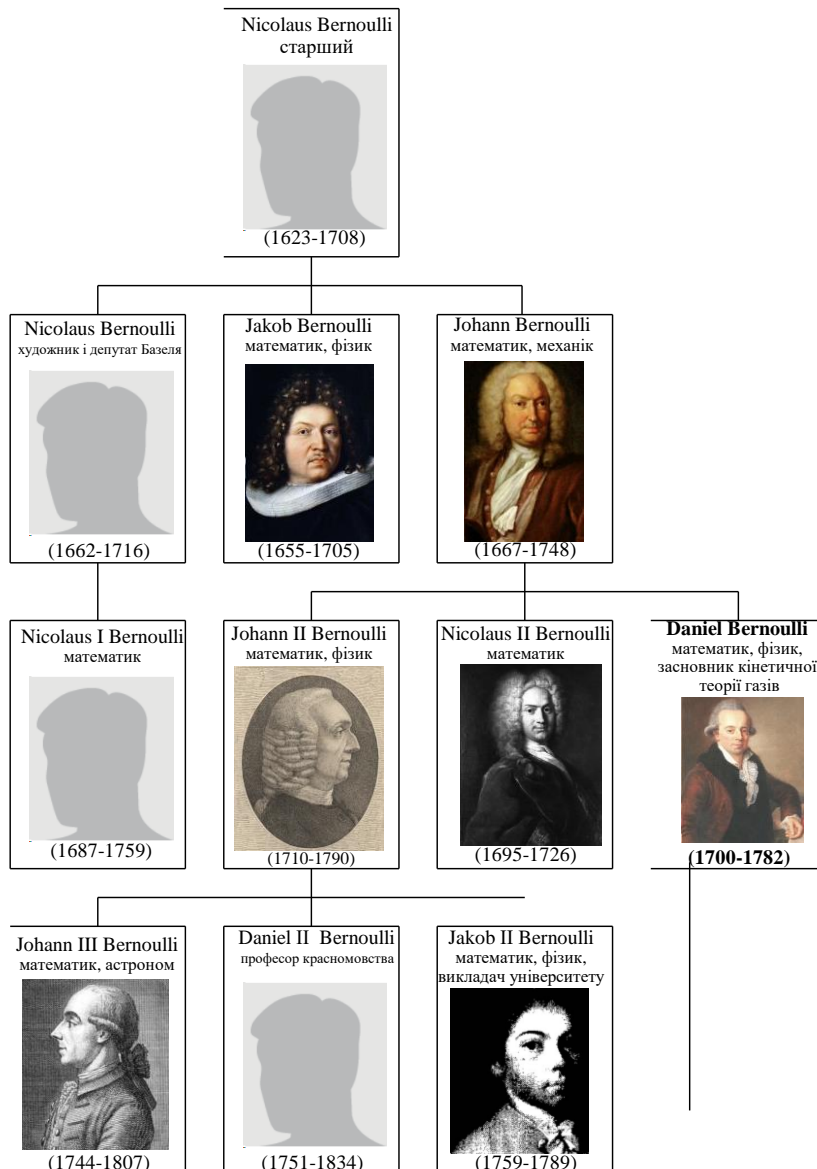 Nicolaus Bernoulli
старший
(1623-1708)
Nicolaus Bernoulli
художник і депутат Базеля
(1662-1716)
Jakob Bernoulli
математик, фізик
(1655-1705)
Johann Bernoulli
математик, механік
(1667-1748)
Nicolaus I Bernoulli
математик
(1687-1759)
Johann II Bernoulli
математик, фізик
(1710-1790)
Nicolaus II Bernoulli
математик
(1695-1726)
Daniel Bernoulli
математик, фізик,
засновник кінетичної
теорії газів
(1700-1782)
Johann III Bernoulli
математик, астроном
(1744-1807)
Daniel II Bernoulli
професор красномовства
(1751-1834)
Jakob II Bernoulli
математик, фізик,
викладач університету
(1759-1789)